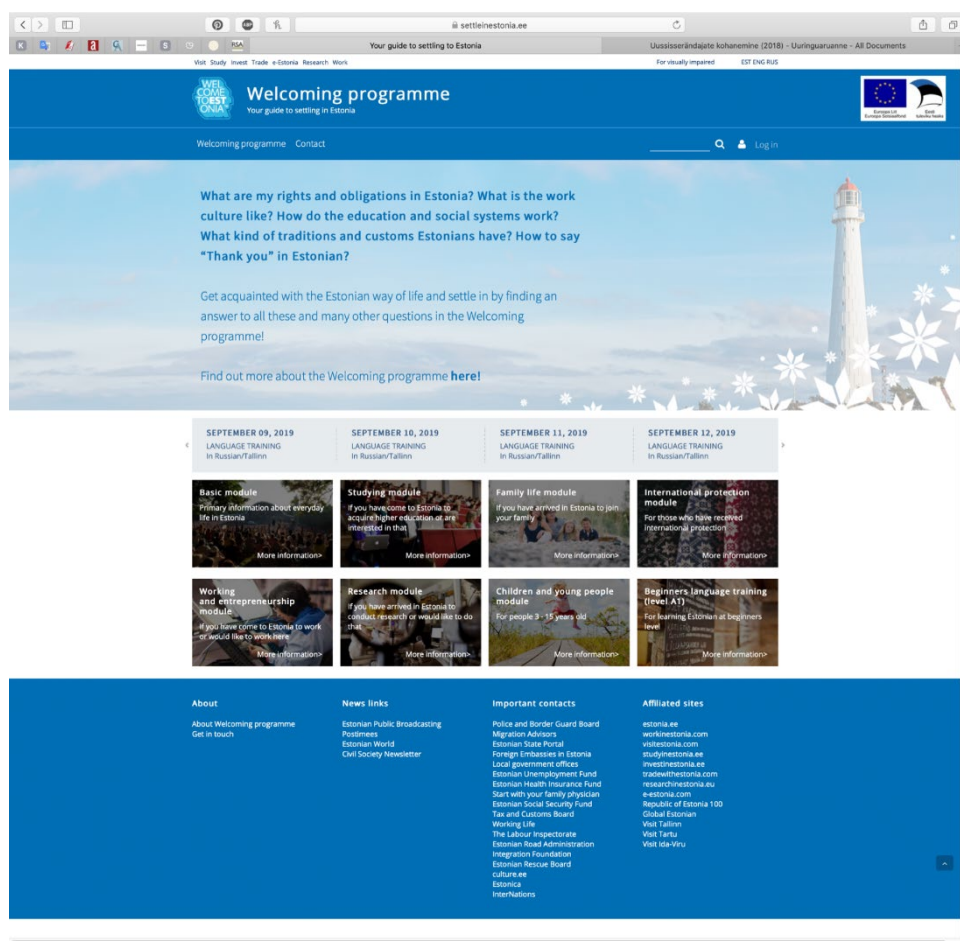 settleinestonia.ee
RSA
Your guide to settling to Estonia
Uussisserändajate kohanemine (2018) - Uuringuaruanne - All Documents
Visit Study Invest Trade e-Estonia Research Work
For visually impaired
EST ENG RUS
WEL
COME
TO EST
ONIA
Welcoming programme
Your guide to settling in Estonia
Euroopa Liit
Euroopa Sotsiaalfond
Eesti
tuleviku heaks
Welcoming programme Contact
Log in
What are my rights and obligations in Estonia? What is the work
culture like? How do the education and social systems work?
What kind of traditions and customs Estonians have? How to say
“Thank you” in Estonian?
Get acquainted with the Estonian way of life and settle in by finding an
answer to all these and many other questions in the Welcoming
programme!
Find out more about the Welcoming programme here!
SEPTEMBER 09, 2019
LANGUAGE TRAINING
In Russian/Tallinn
SEPTEMBER 10, 2019
LANGUAGE TRAINING
In Russian/Tallinn
SEPTEMBER 11, 2019
LANGUAGE TRAINING
In Russian/Tallinn
SEPTEMBER 12, 2019
LANGUAGE TRAINING
In Russian/Tallinn
Basic module
Primary information about everyday
life in Estonia
More information>
Studying module
If you have come to Estonia to
acquire higher education or are
interested in that
More information>
Family life module
If you have arrived in Estonia to join
your family
More information>
International protection
module
For those who have received
international protection
More information>
Working
and entrepreneurship
module
If you have come to Estonia to work
or would like to work here
More information>
Research module
If you have arrived in Estonia to
conduct research or would like to do
that
More information>
Children and young people
module
For people 3 - 15 years old
More information>
Beginners language training
(level A1)
For learning Estonian at beginners
level
More information>
About
About Welcoming programme
Get in touch
News links
Estonian Public Broadcasting
Postimees
Estonian World
Civil Society Newsletter
Important contacts
Police and Border Guard Board
Migration Advisors
Estonian State Portal
Foreign Embassies in Estonia
Local government offices
Estonian Unemployment Fund
Estonian Health Insurance Fund
Start with your family physician
Estonian Social Security Fund
Tax and Customs Board
Working Life
The Labour Inspectorate
Estonian Road Administration
Integration Foundation
Estonian Rescue Board
culture.ee
Estonica
InterNations
Affiliated sites
estonia.ee
workinestonia.com
visitestonia.com
studyinestonia.ee
investinestonia.ee
tradewithestonia.com
researchinestonia.eu
e-estonia.com
Republic of Estonia 100
Global Estonian
Visit Tallinn
Visit Tartu
Visit Ida-Viru